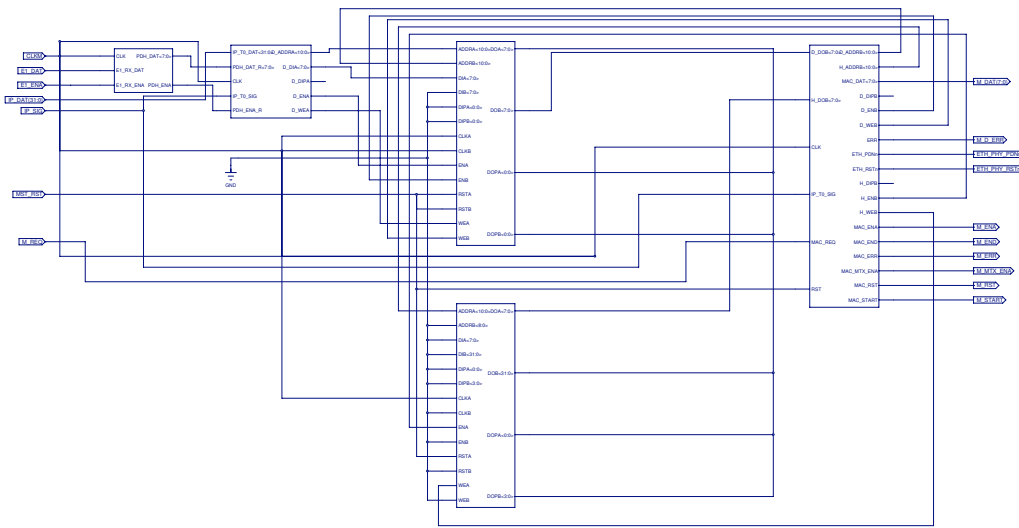 CLKM
E1_DAT
E1_ENA
IP_DAT(31:0)
IP_SIG
MST_RST
M_REQ
CLK PDH_DAT<7:0>
E1_RX_DAT
E1_RX_ENA PDH_ENA
IP_T0_DAT<31:0> D_ADDRA<10:0>
PDH_DAT_R<7:0> D_DIA<7:0>
CLK D_DIPA
IP_T0_SIG D_ENA
PDH_ENA_R D_WEA
GND
ADDRA<10:0> DOA<7:0>
ADDRB<10:0>
DIA<7:0>
DIB<7:0>
DIPA<0:0> DOB<7:0>
DIPB<0:0>
CLKA
CLKB
ENA DOPA<0:0>
ENB
RSTA
RSTB
WEA
WEB DOPB<0:0>
ADDRA<10:0> DOA<7:0>
ADDRB<8:0>
DIA<7:0>
DIB<31:0>
DIPA<0:0> DOB<31:0>
DIPB<3:0>
CLKA
CLKB
ENA DOPA<0:0>
ENB
RSTA
RSTB
WEA
WEB DOPB<3:0>
D_DOB<7:0> D_ADDRB<10:0>
H_ADDRB<10:0>
MAC_DAT<7:0>
H_DOB<7:0> D_DIPB
D_ENB
D_WEB
ERR
CLK ETH_PDNn
ETH_RSTn
H_DIPB
IP_T0_SIG H_ENB
H_WEB
MAC_ENA
MAC_REQ MAC_END
MAC_ERR
MAC_MTX_ENA
RST MAC_RST
MAC_START
M_DAT(7:0)
M_D_ERR
ETH_PHY_PDNn
ETH_PHY_RSTn
M_ENA
M_END
M_ERR
M_MTX_ENA
M_RST
M_START